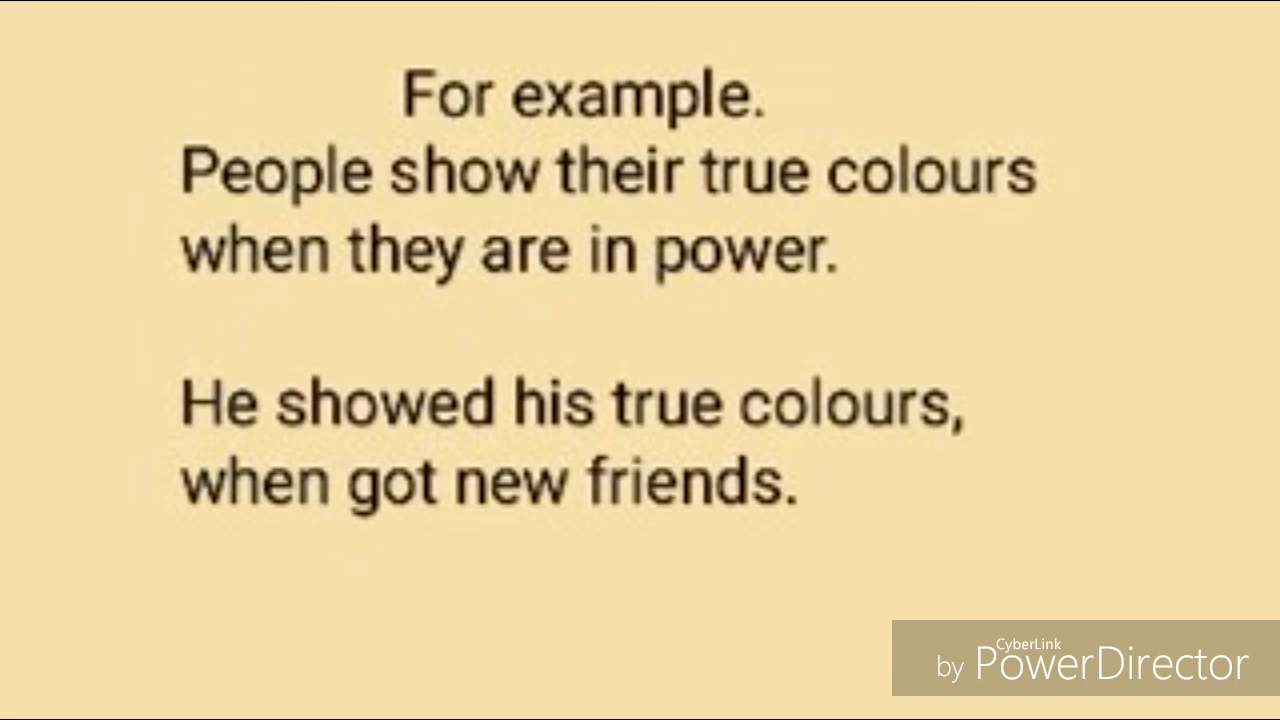 For example.
People show their true colours
when they are in power.
He showed his true colours,
when got new friends.
CyberLink
by PowerDirector